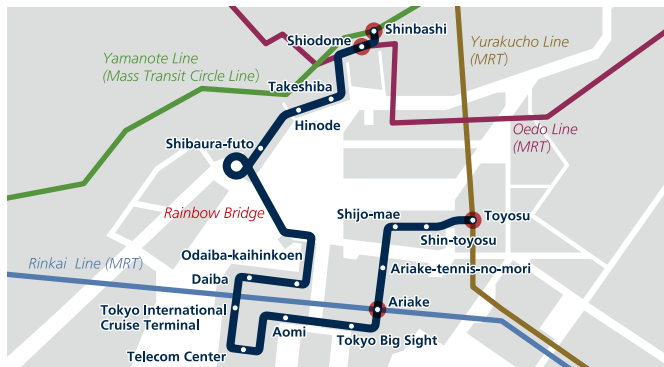 Shinbashi
Shiodome
Yurakucho Line
(MRT)
Yamanote Line
(Mass Transit Circle Line)
Takeshiba
Hinode
Oedo Line
(MRT)
Shibaura-futo
Rainbow Bridge
Shijo-mae
Toyosu
Shin-toyosu
Odaiba-kaihinkoen
Rinkai Line (MRT)
Ariake-tennis-no-mori
Daiba
Ariake
Tokyo International
Cruise Terminal
Aomi
Tokyo Big Sight
Telecom Center